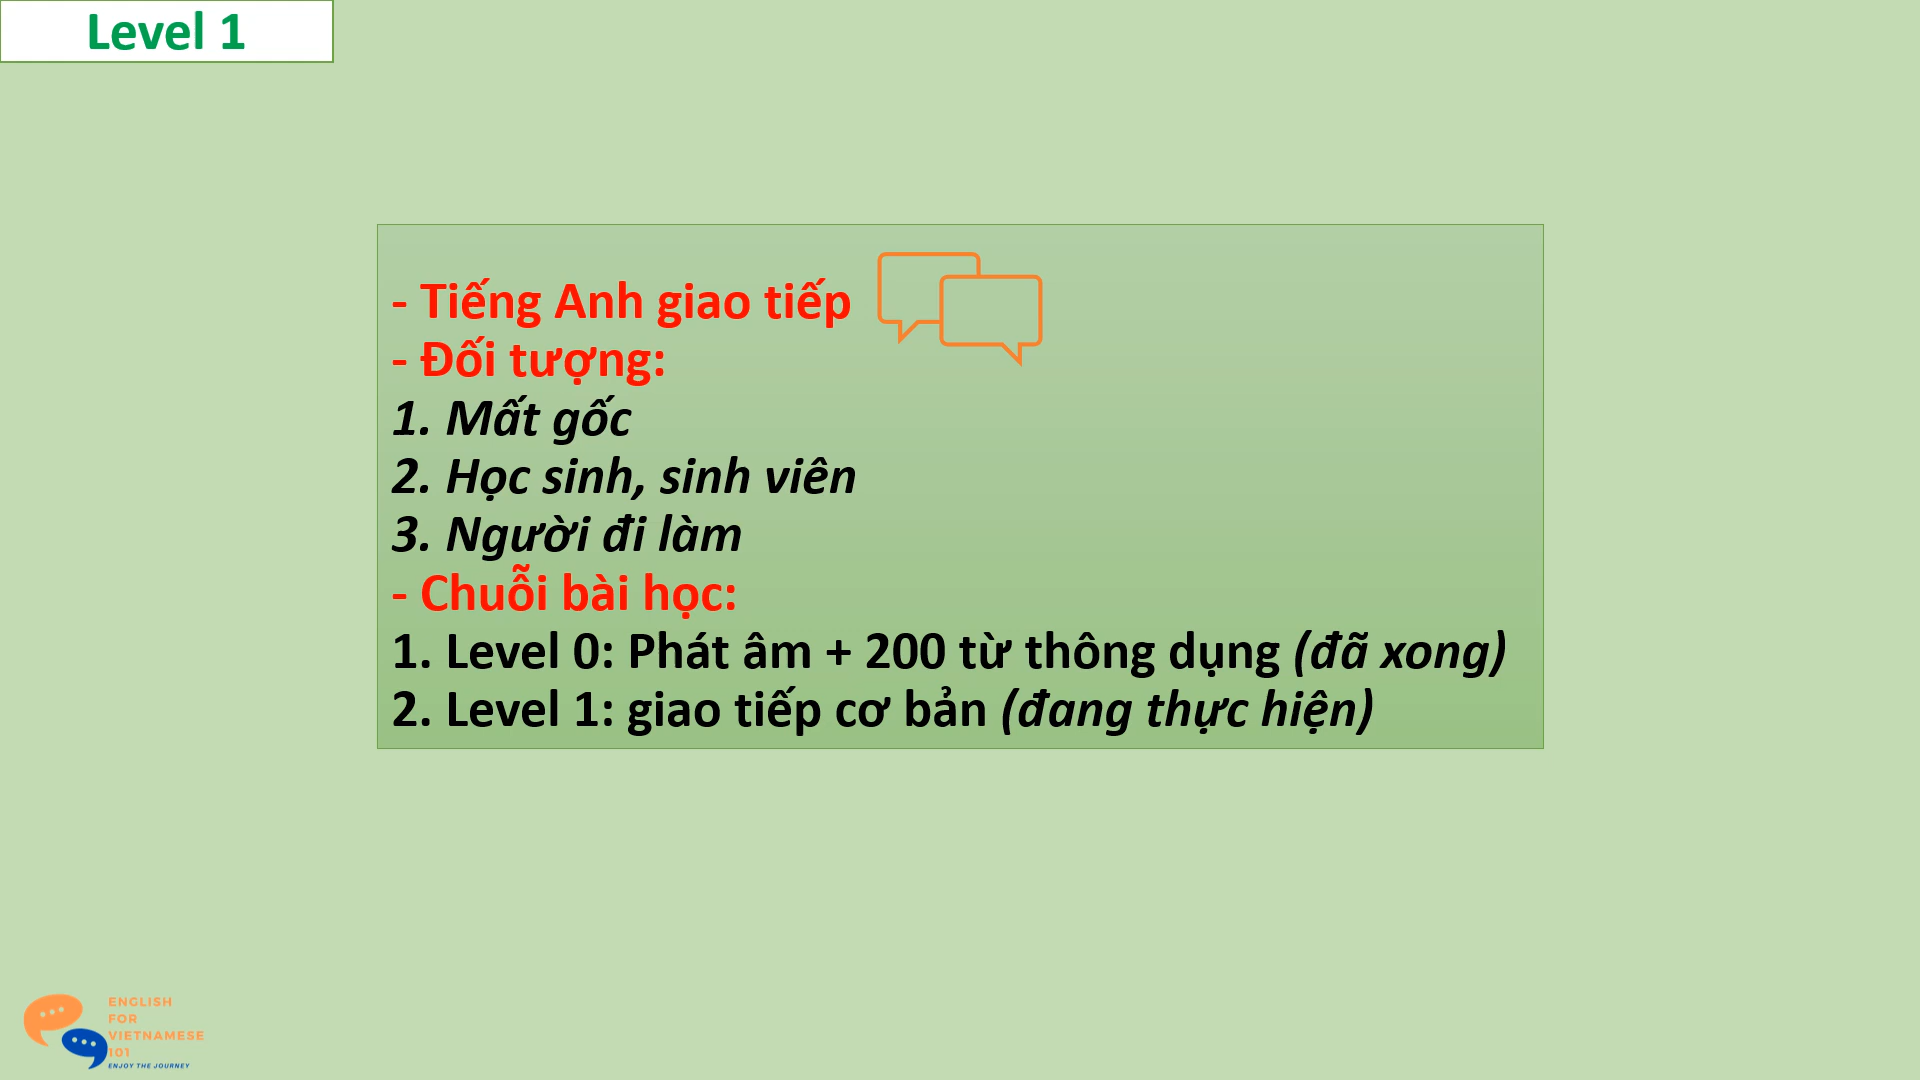 Level 1
- Tiếng Anh giao tiếp
- Đối tượng:
1. Mất gốc
2. Học sinh, sinh viên
3. Người đi làm
- Chuỗi bài học:
1. Level 0: Phát âm + 200 từ thông dụng (đã xong)
2. Level 1: giao tiếp cơ bản (đang thực hiện)
ENGLISH
FOR
VIETNAMESE
101
ENJOY THE JOURNEY